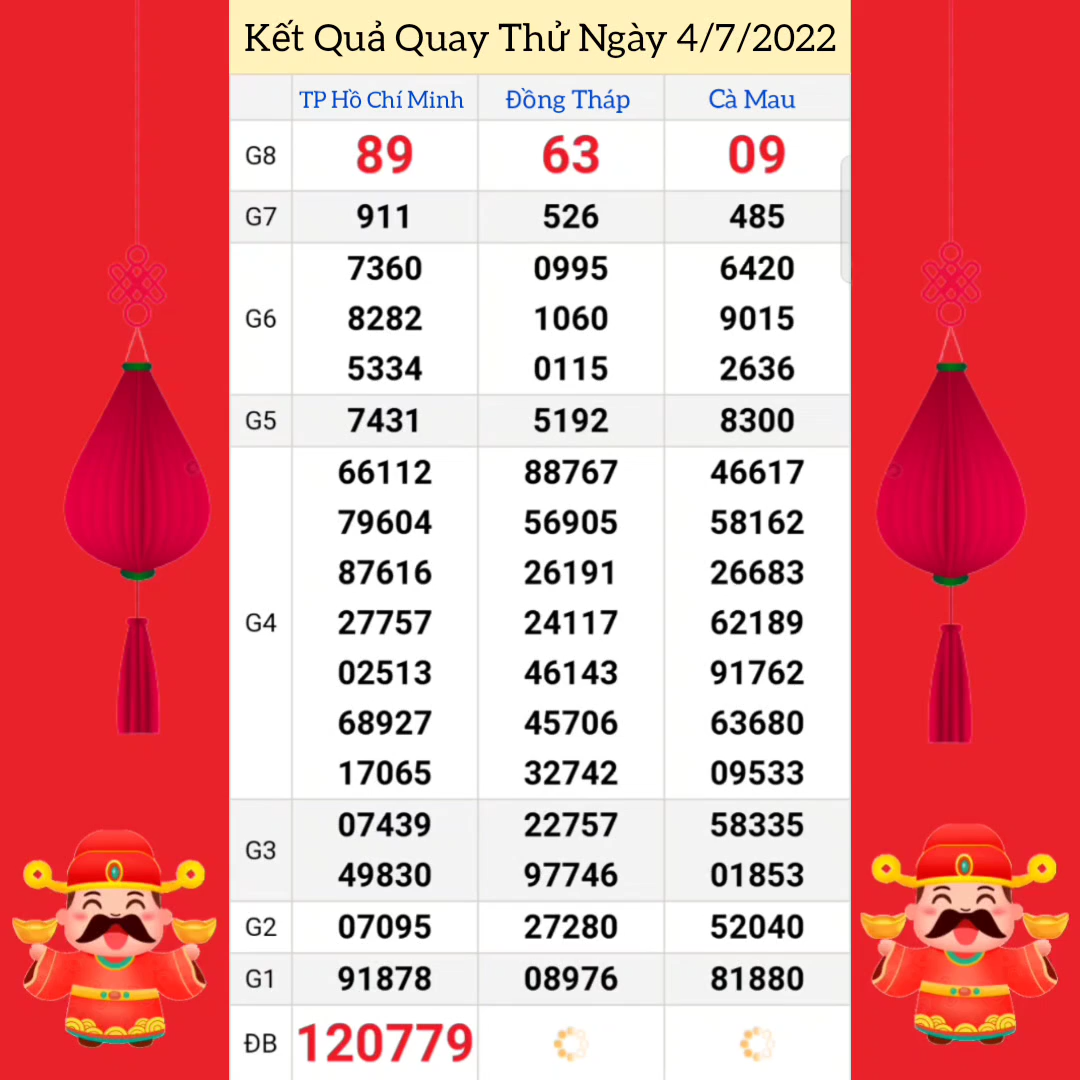 Kết Quả Quay Thử Ngày 4/7/2022
TP Hồ Chí Minh Đồng Tháp Cà Mau
G8 89 63 09
G7 911 526 485
7360 0995 6420
G6 8282 1060 9015
5334 0115 2636
G5 7431 5192 8300
66112 88767 46617
79604 56905 58162
87616 26191 26683
G4 27757 24117 62189
02513 46143 91762
68927 45706 63680
17065 32742 09533
G3
07439 22757 58335
49830 97746 01853
G2 07095 27280 52040
G1 91878 08976 81880
ĐB 120779